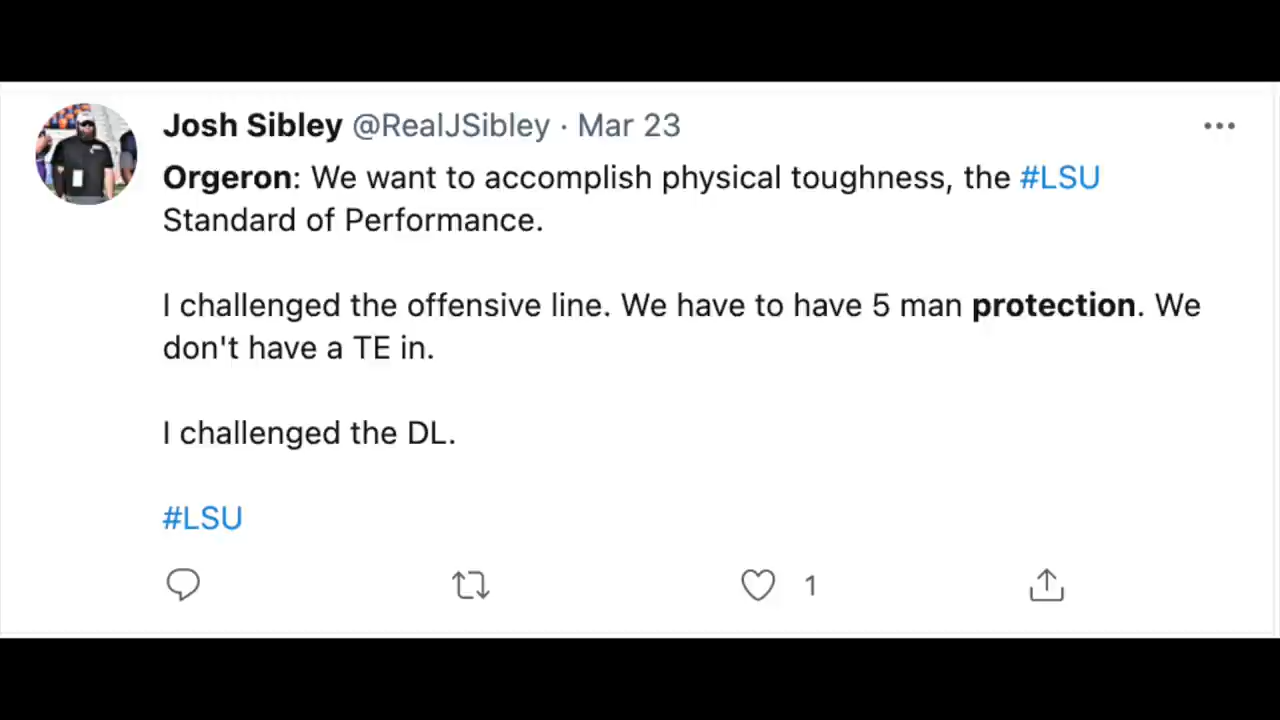 Josh Sibley @RealJSibley · Mar 23
Orgeron: We want to accomplish physical toughness, the #LSU
Standard of Performance.
I challenged the offensive line. We have to have 5 man protection. We
don't have a TE in.
I challenged the DL.
#LSU
1